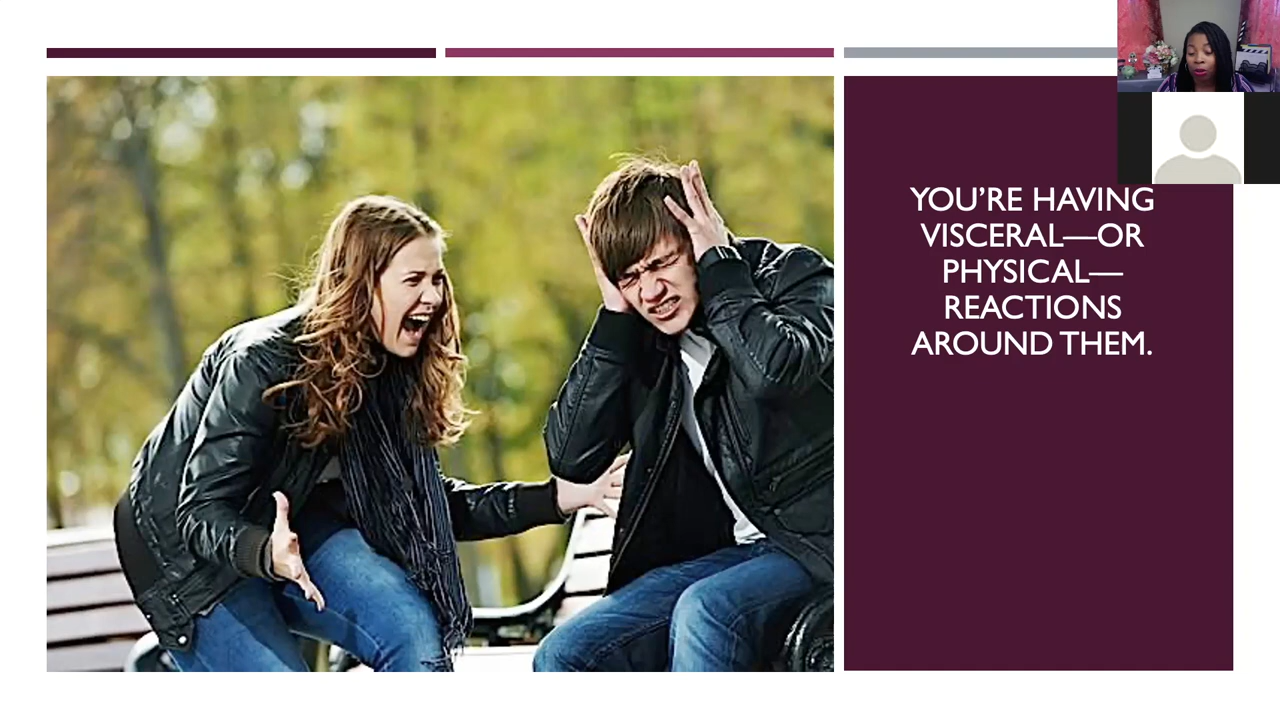 YOU’RE HAVING
VISCERAL—OR
PHYSICAL—
REACTIONS
AROUND THEM.